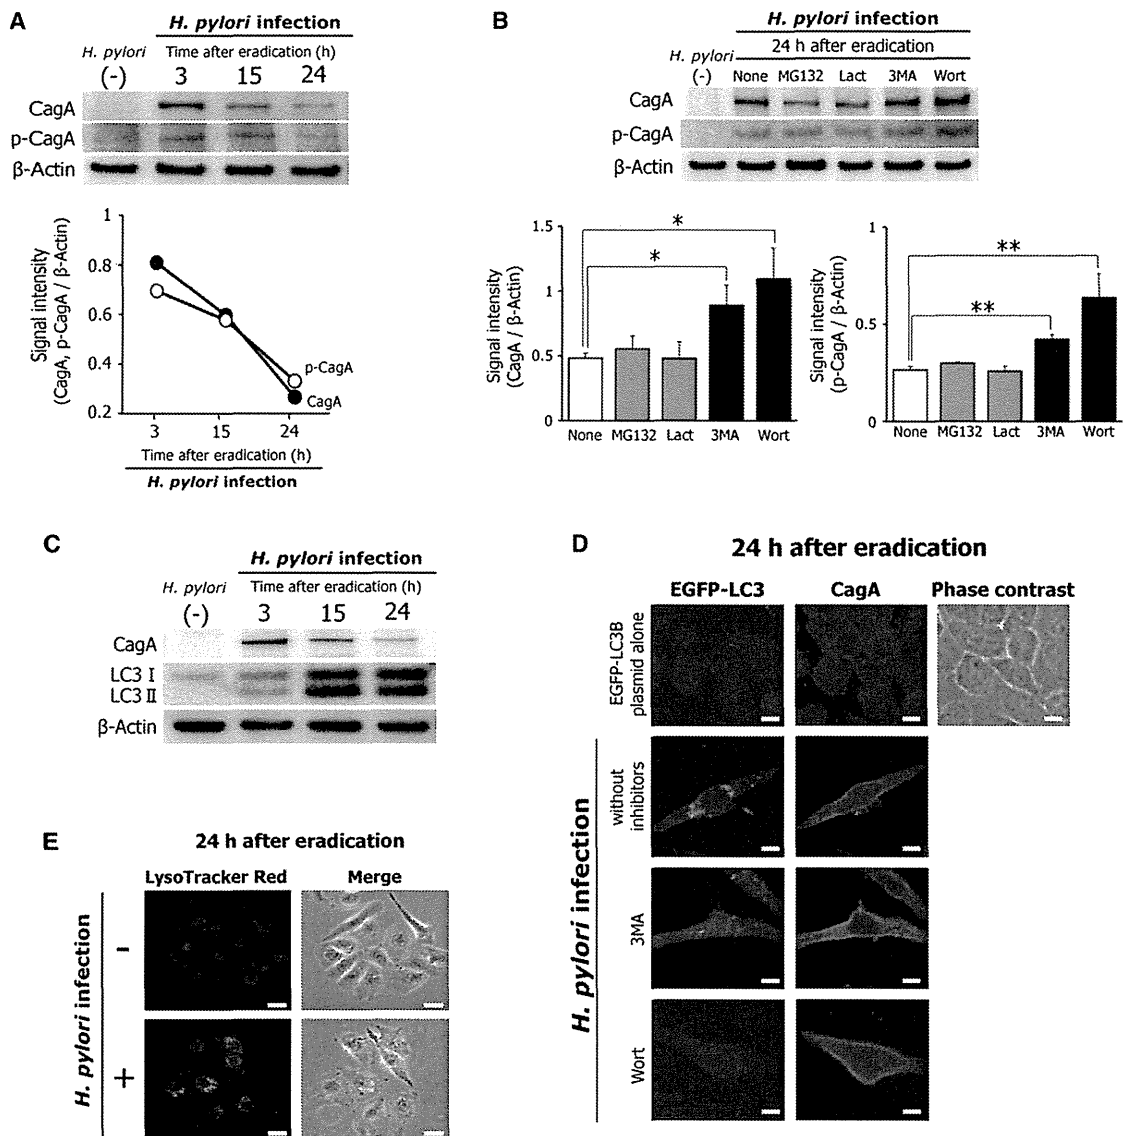 A
H. pylori infection
H. pylori
Time after eradication (h)
(-) 3 15 24
CagA
p-CagA
β-Actin
Signal intensity
(CagA, p-CagA / β-Actin)
1
0.8
0.6
0.4
0.2
p-CagA
CagA
3 15 24
Time after eradication (h)
H. pylori infection
B
H. pylori infection
24 h after eradication
H. pylori
(-) None MG132 Lact 3MA Wort
CagA
p-CagA
β-Actin
Signal intensity
(CagA / β-Actin)
1.5
1
0.5
0
*
*
None MG132 Lact 3MA Wort
Signal intensity
(p-CagA / β-Actin)
1
0.5
0
**
**
None MG132 Lact 3MA Wort
C
H. pylori infection
H. pylori
Time after eradication (h)
(-) 3 15 24
CagA
LC3 I
LC3 II
β-Actin
D
24 h after eradication
EGFP-LC3 CagA Phase contrast
EGFP-LC3B
plasmid alone
H. pylori infection
without
inhibitors
3MA
Wort
E
24 h after eradication
LysoTracker Red Merge
H. pylori infection
-
+